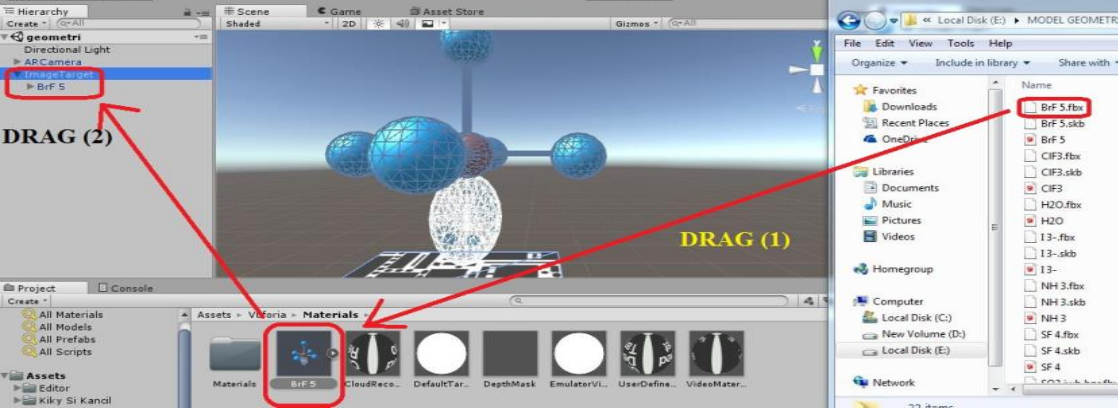 Hierarchy
Create All
geometri
Directional Light
ARCamera
ImageTarget
BrF 5
DRAG (2)
Scene Game Asset Store
Shaded 2D Gizmos All
DRAG (1)
Project Console
Create
All Materials
All Models
All Prefabs
All Scripts
Assets
Editor
Kiky Si Kancil
Assets Vuforia Materials
Materials BrF 5 CloudReco... DefaultTar... DepthMask EmulatorVi... UserDefine... VideoMater...
Local Disk (E:) MODEL GEOMETR
File Edit View Tools Help
Organize Include in library Share with
Favorites
Downloads
Recent Places
OneDrive
Libraries
Documents
Music
Pictures
Videos
Homegroup
Computer
Local Disk (C:)
New Volume (D:)
Local Disk (E:)
Network
Name
BrF 5.fbx
BrF 5.skb
BrF 5
ClF3.fbx
ClF3.skb
ClF3
H2O.fbx
H2O
I3-.fbx
I3-.skb
I3-
NH 3.fbx
NH 3.skb
NH 3
SF 4.fbx
SF 4.skb
SF 4
22 items